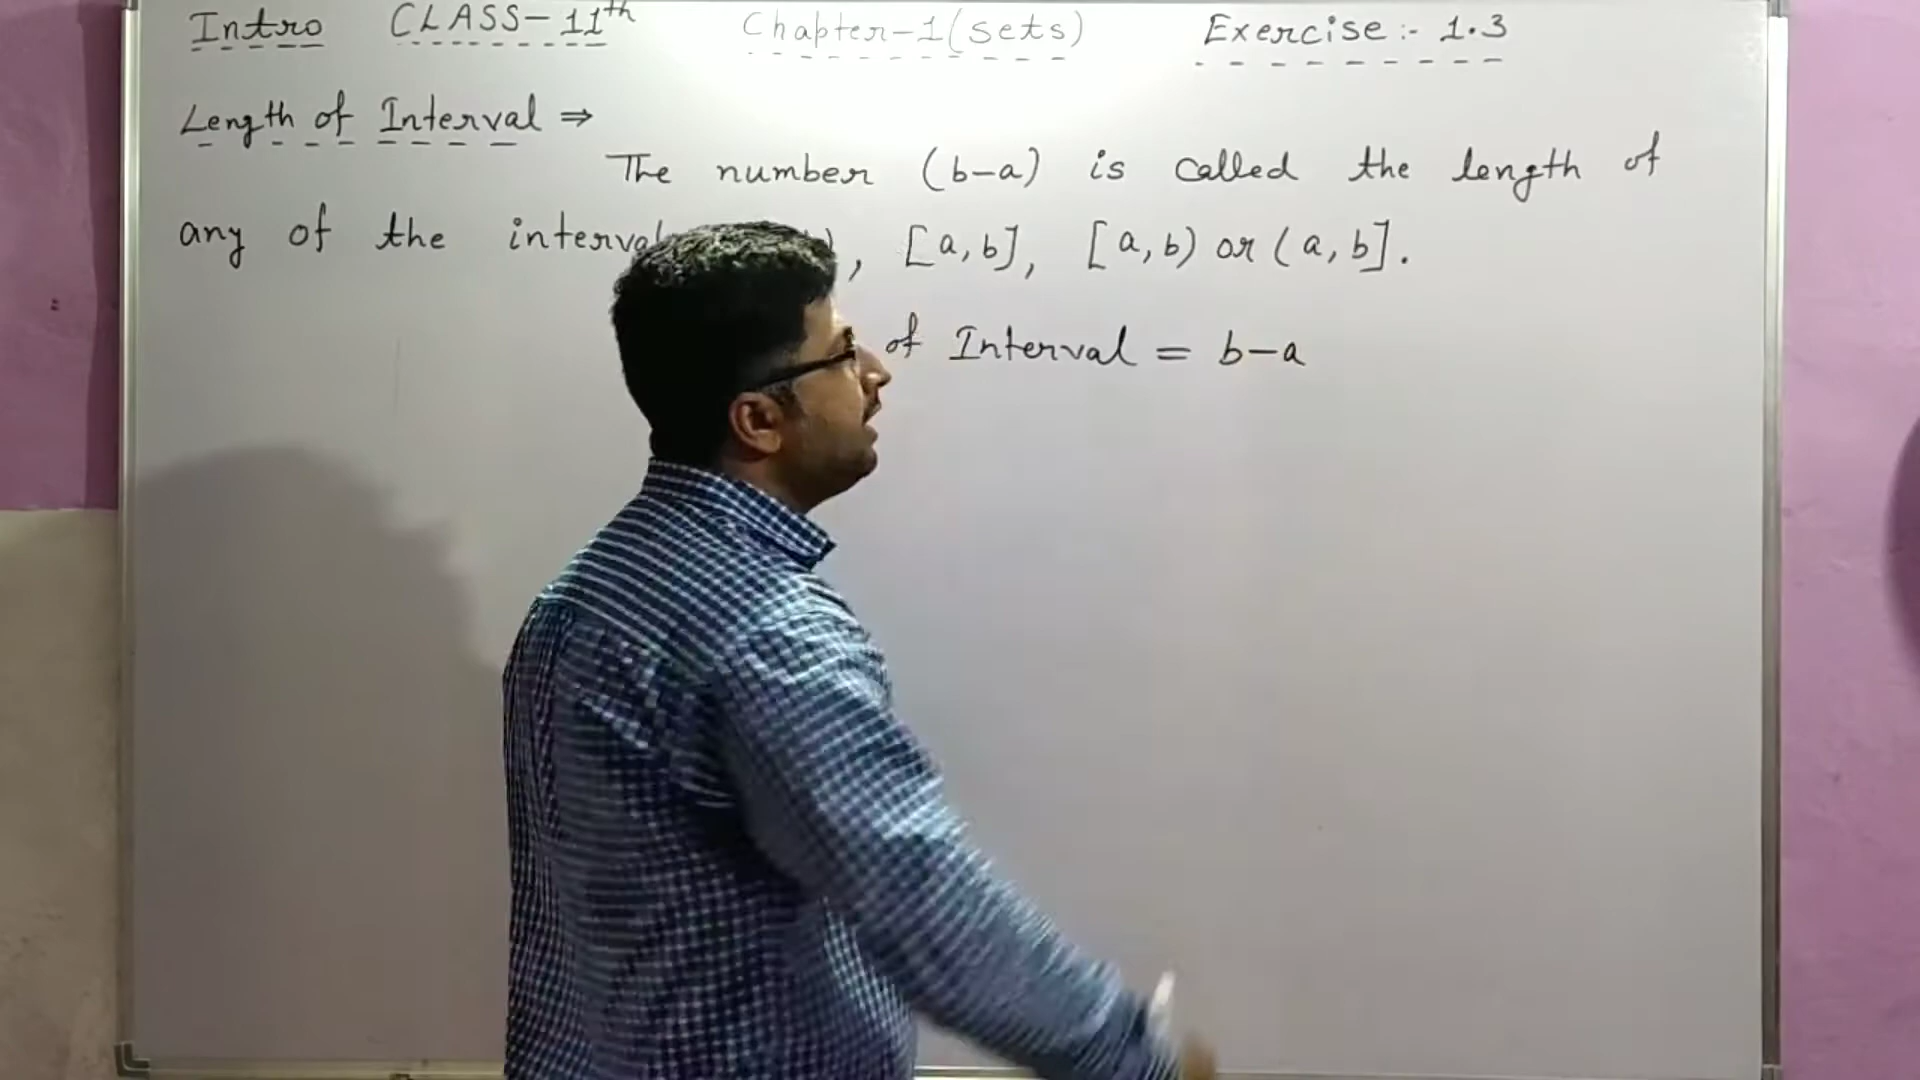 Intro CLASS-11th Chapter-1(sets) Exercise:- 1.3
Length of Interval ⇒
The number (b-a) is called the length of
any of the , [a,b], [a,b) or (a,b].
of Interval = b-a